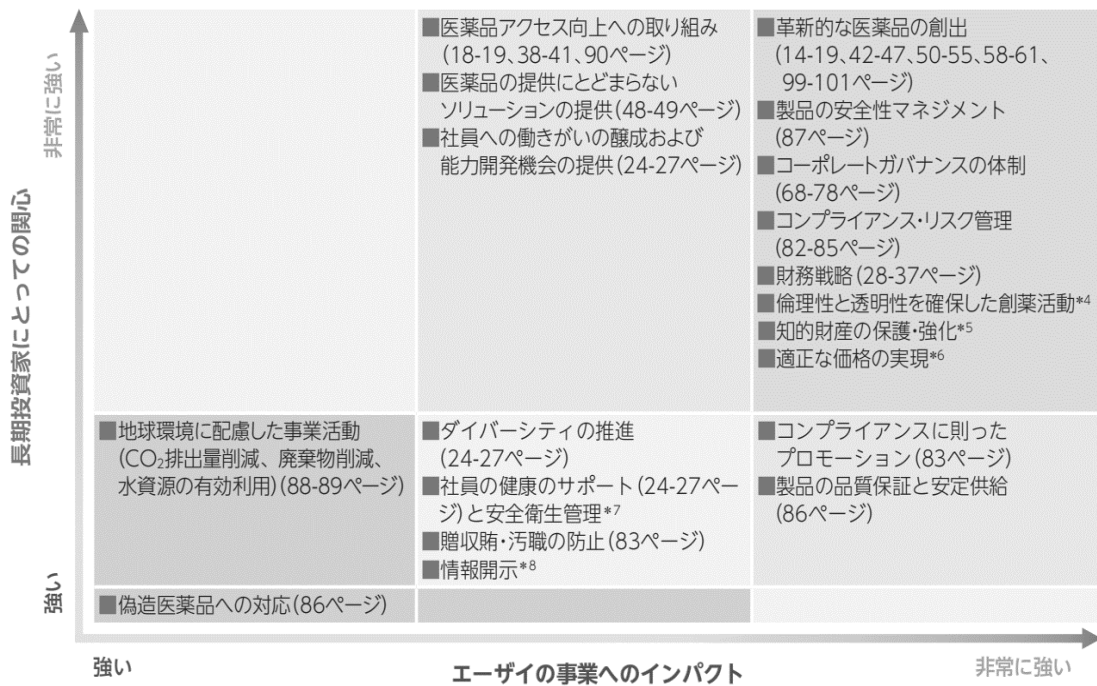 非常に強い
長期投資家にとっての関心
強い
■医薬品アクセス向上への取り組み
(18-19、38-41、90ページ)
■医薬品の提供にとどまらない
ソリューションの提供(48-49ページ)
■社員への働きがいの醸成および
能力開発機会の提供(24-27ページ)
■革新的な医薬品の創出
(14-19、42-47、50-55、58-61、
99-101ページ)
■製品の安全性マネジメント
(87ページ)
■コーポレートガバナンスの体制
(68-78ページ)
■コンプライアンス・リスク管理
(82-85ページ)
■財務戦略(28-37ページ)
■倫理性と透明性を確保した創薬活動*4
■知的財産の保護・強化*5
■適正な価格の実現*6
■地球環境に配慮した事業活動
(CO₂排出量削減、廃棄物削減、
水資源の有効利用)(88-89ページ)
■ダイバーシティの推進
(24-27ページ)
■社員の健康のサポート(24-27ペー
ジ)と安全衛生管理*7
■贈収賄・汚職の防止(83ページ)
■情報開示*8
■コンプライアンスに則った
プロモーション(83ページ)
■製品の品質保証と安定供給
(86ページ)
■偽造医薬品への対応(86ページ)
強い
エーザイの事業へのインパクト
非常に強い